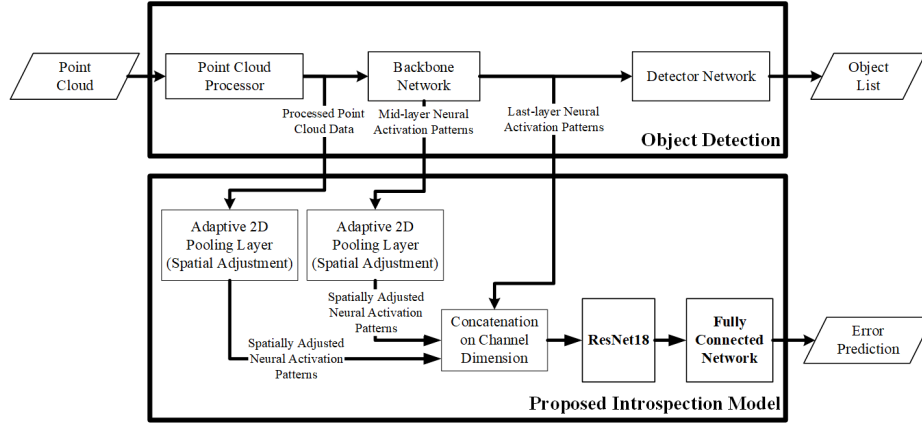 Point
Cloud
Point Cloud
Processor
Backbone
Network
Detector Network
Object
List
Processed Point
Cloud Data
Mid-layer Neural
Activation Patterns
Last-layer Neural
Activation Patterns
Object Detection
Adaptive 2D
Pooling Layer
(Spatial Adjustment)
Adaptive 2D
Pooling Layer
(Spatial Adjustment)
Spatially Adjusted
Neural Activation
Patterns
Spatially Adjusted
Neural Activation
Patterns
Concatenation
on Channel
Dimension
ResNet18
Fully
Connected
Network
Error
Prediction
Proposed Introspection Model